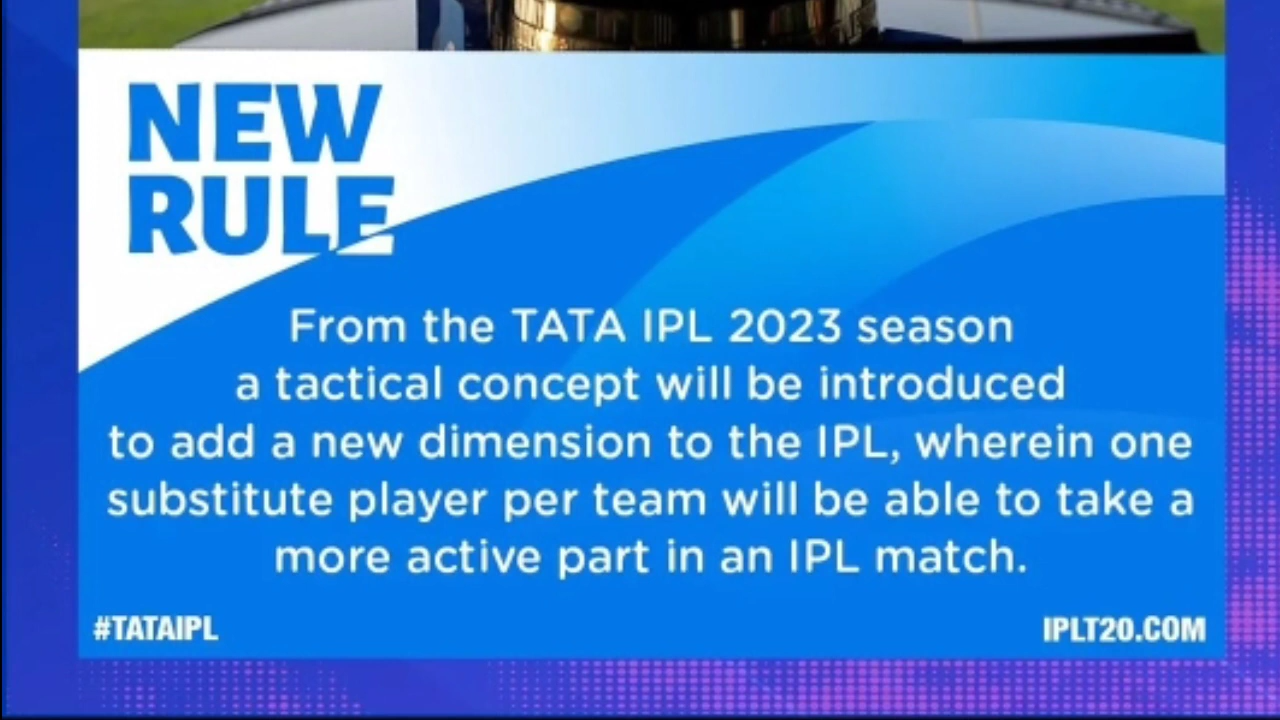 NEW
RULE
From the TATA IPL 2023 season
a tactical concept will be introduced
to add a new dimension to the IPL, wherein one
substitute player per team will be able to take a
more active part in an IPL match.
#TATAIPL
IPLT20.COM